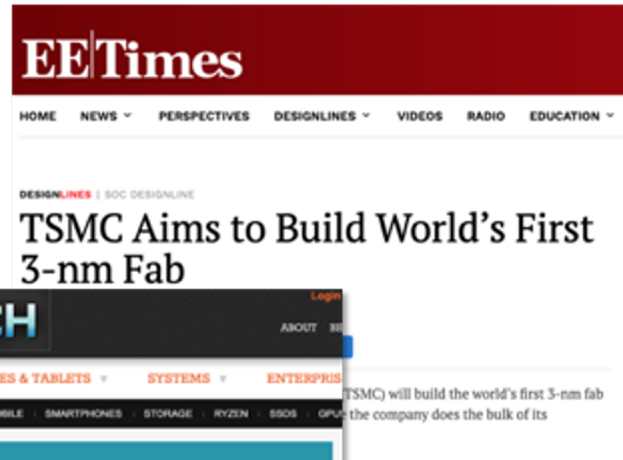 EE|Times
HOME NEWS PERSPECTIVES DESIGNLINES VIDEOS RADIO EDUCATION
DESIGNLINES | SOC DESIGNLINE
TSMC Aims to Build World's First
3-nm Fab
CH
Login
ABOUT
ES & TABLETS SYSTEMS ENTERPRIS
BILE SMARTPHONES STORAGE RYZEN SSDS GPU
TSMC) will build the world's first 3-nm fab
the company does the bulk of its